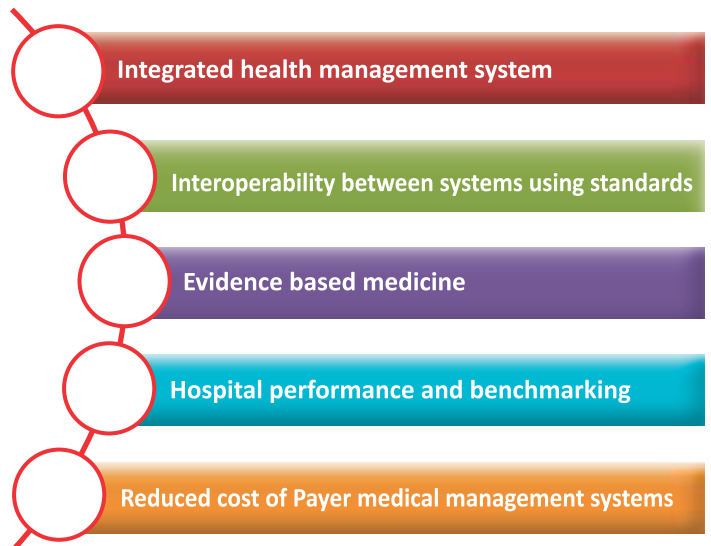 Integrated health management system
Interoperability between systems using standards
Evidence based medicine
Hospital performance and benchmarking
Reduced cost of Payer medical management systems